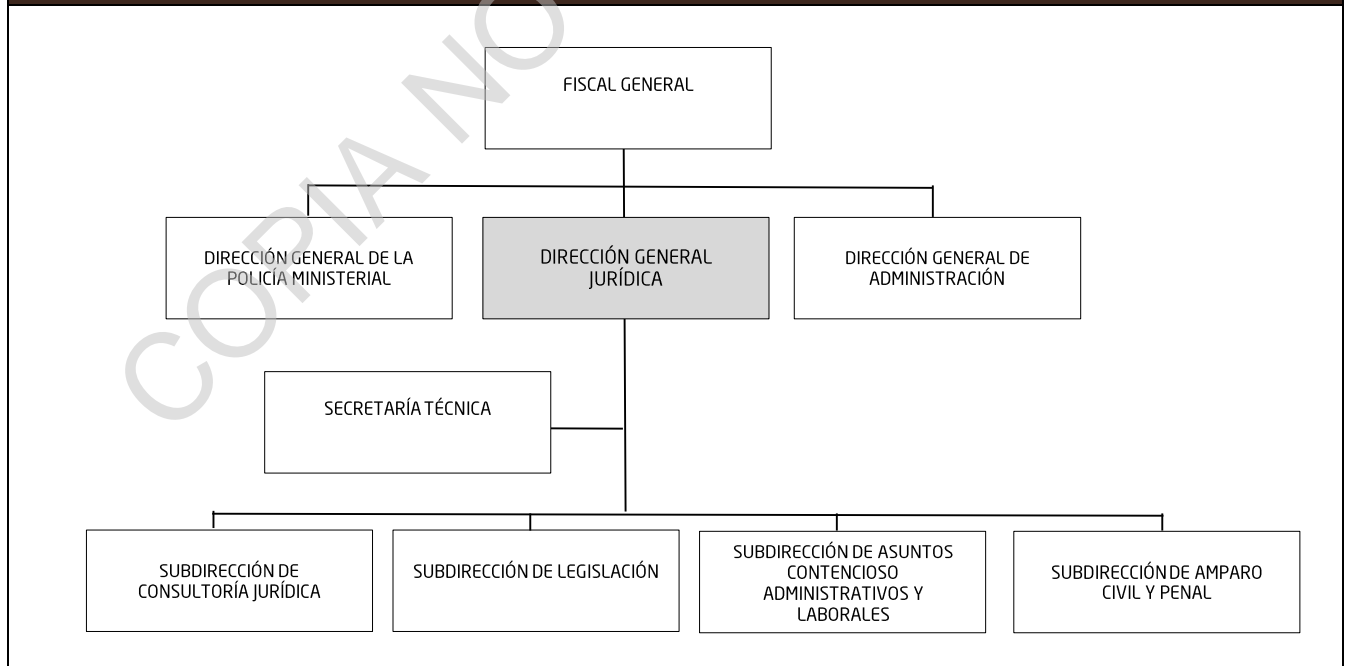 FISCAL GENERAL
DIRECCIÓN GENERAL DE LA
POLICÍA MINISTERIAL
DIRECCIÓN GENERAL
JURÍDICA
DIRECCIÓN GENERAL DE
ADMINISTRACIÓN
SECRETARÍA TÉCNICA
SUBDIRECCIÓN DE
CONSULTORÍA JURÍDICA
SUBDIRECCIÓN DE LEGISLACIÓN
SUBDIRECCIÓN DE ASUNTOS
CONTENCIOSO
ADMINISTRATIVOS Y
LABORALES
SUBDIRECCIÓN DE AMPARO
CIVIL Y PENAL
COPIA NO